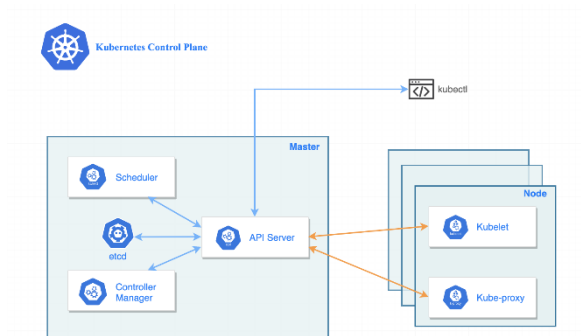 Kubernetes Control Plane
</>
kubectl
Master
Scheduler
Node
API Server
Kubelet
etcd
Controller
Manager
Kube-proxy